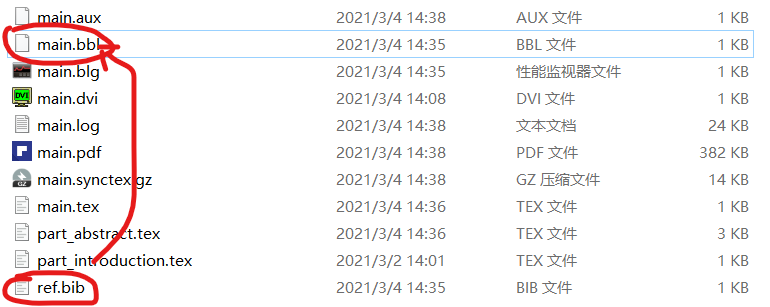 main.aux 2021/3/4 14:38 AUX 文件 1 KB
main.bbl 2021/3/4 14:35 BBL 文件 1 KB
main.blg 2021/3/4 14:35 性能监视器文件 1 KB
DVI main.dvi 2021/3/4 14:08 DVI 文件 1 KB
main.log 2021/3/4 14:38 文本文档 24 KB
main.pdf 2021/3/4 14:38 PDF 文件 382 KB
GZ main.synctex.gz 2021/3/4 14:38 GZ 压缩文件 14 KB
main.tex 2021/3/4 14:36 TEX 文件 1 KB
part_abstract.tex 2021/3/4 14:36 TEX 文件 3 KB
part_introduction.tex 2021/3/2 14:01 TEX 文件 1 KB
ref.bib 2021/3/4 14:35 BIB 文件 1 KB